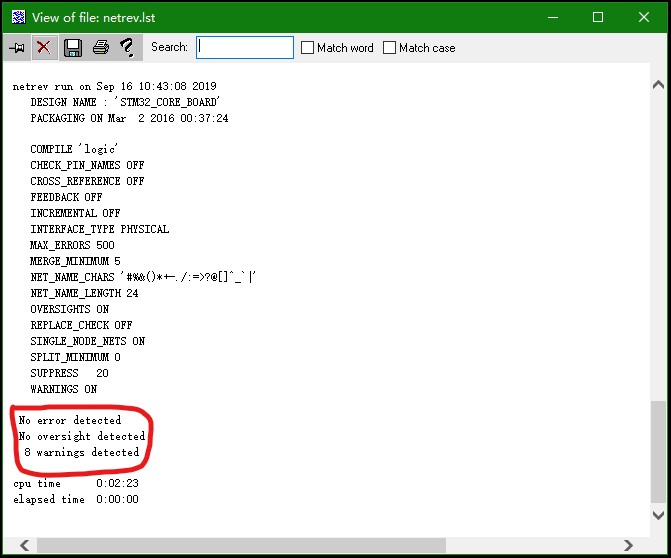 View of file: netrev.lst
Search: Match word Match case
netrev run on Sep 16 10:43:08 2019
DESIGN NAME : 'STM32_CORE_BOARD'
PACKAGING ON Mar  2 2016 00:37:24
COMPILE 'logic'
CHECK_PIN_NAMES OFF
CROSS_REFERENCE OFF
FEEDBACK OFF
INCREMENTAL OFF
INTERFACE_TYPE PHYSICAL
MAX_ERRORS 500
MERGE_MINIMUM 5
NET_NAME_CHARS '#%&()*+-./:=>?@[]^_`|'
NET_NAME_LENGTH 24
OVERSIGHTS ON
REPLACE_CHECK OFF
SINGLE_NODE_NETS ON
SPLIT_MINIMUM 0
SUPPRESS   20
WARNINGS ON
No error detected
No oversight detected
8 warnings detected
cpu time      0:02:23
elapsed time  0:00:00